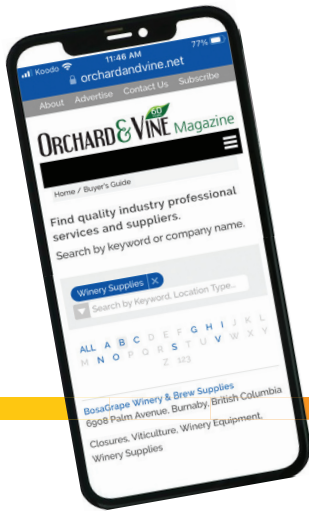 Koodo 11:46 AM 77%
orchardandvine.net
About Advertise Contact Us Subscribe
ORCHARD & VINE Magazine
60
Home / Buyer's Guide
Find quality industry professional
services and suppliers.
Search by keyword or company name.
Winery Supplies ×
Search by Keyword, Location Type...
ALL A B C D E F G H I J K L
M N O P Q R S T U V W X Y
Z 123
BosaGrape Winery & Brew Supplies
6908 Palm Avenue, Burnaby, British Columbia
Closures, Viticulture, Winery Equipment,
Winery Supplies